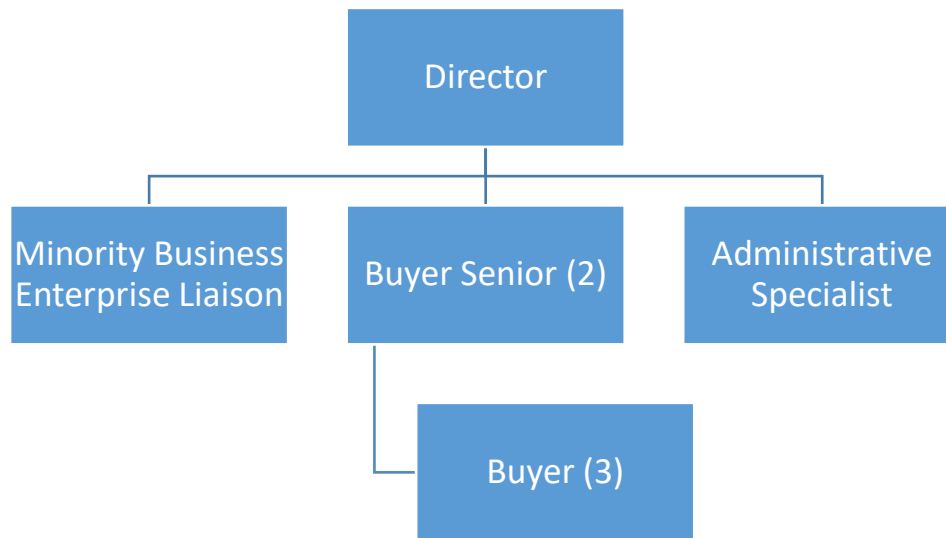 Director
Minority Business
Enterprise Liaison
Buyer Senior (2)
Administrative
Specialist
Buyer (3)